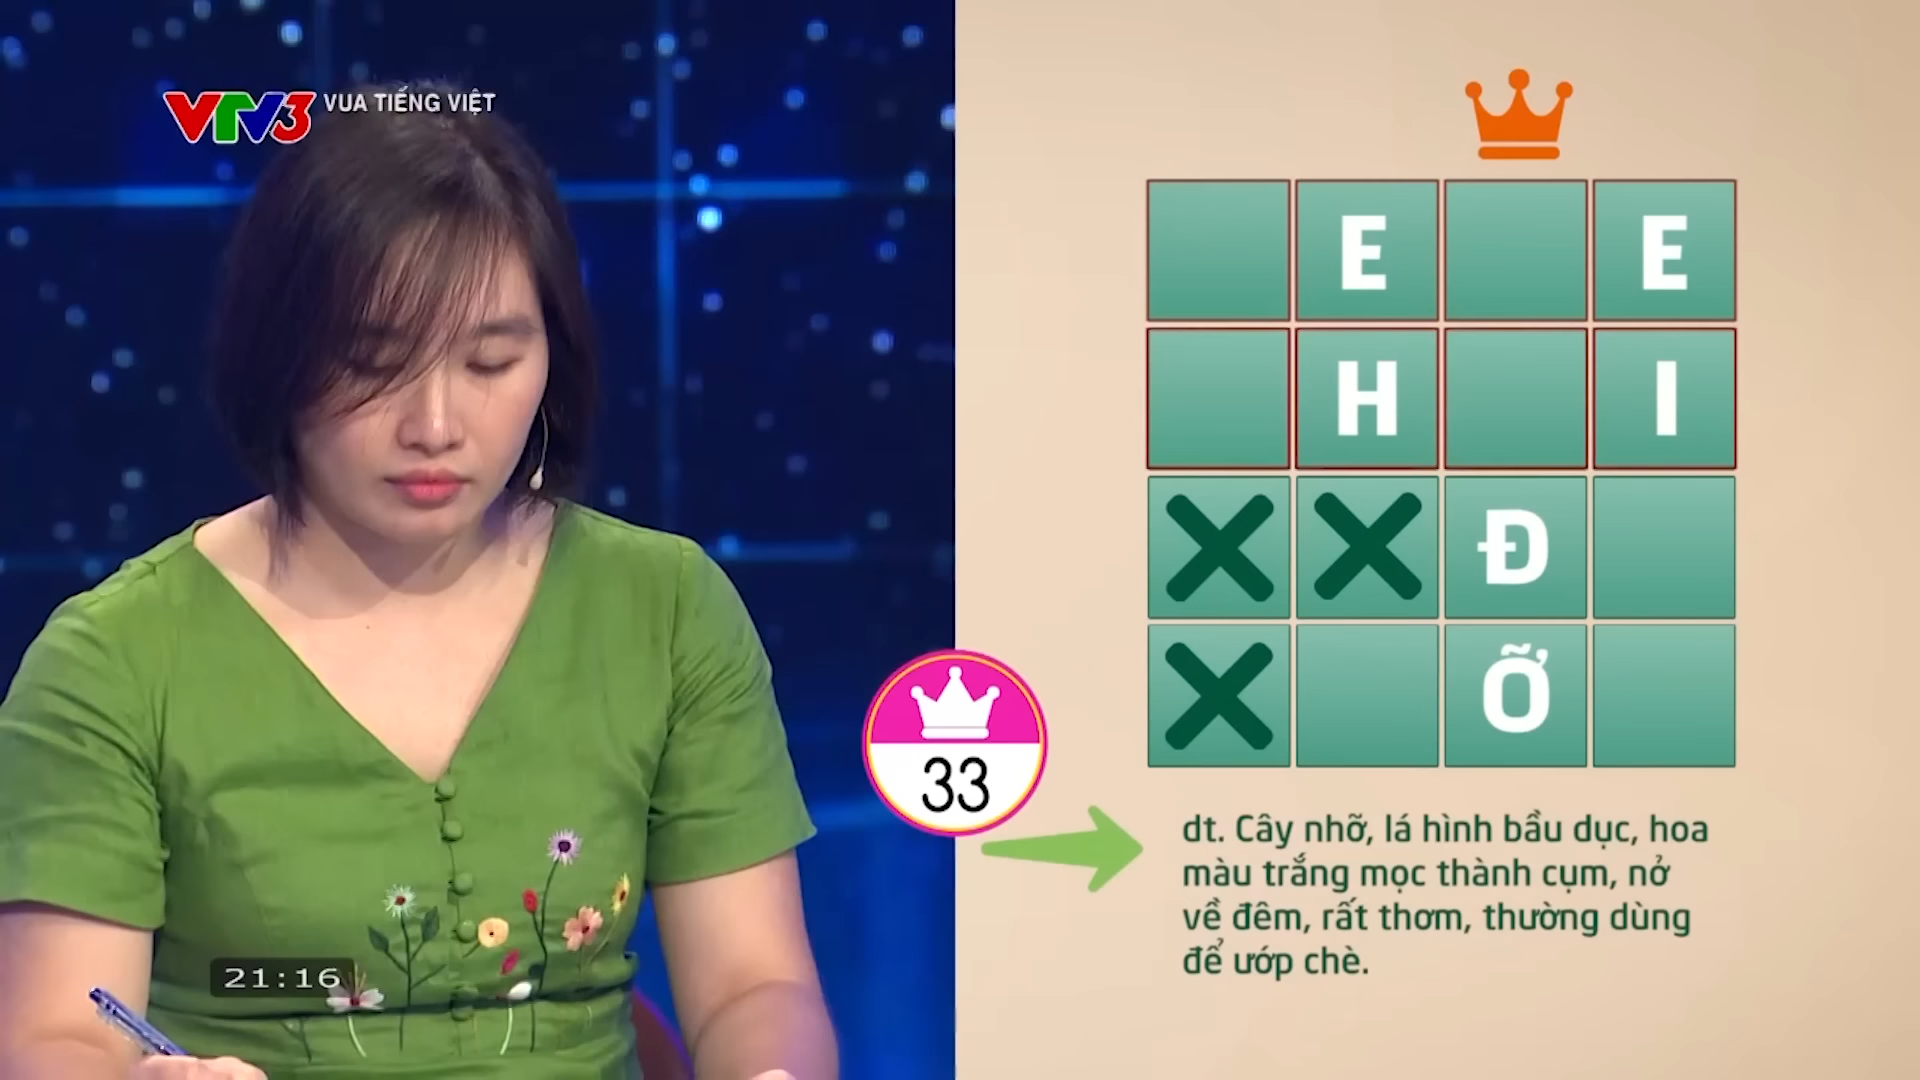 VTV3 VUA TIẾNG VIỆT
E E
H I
Đ
Ỡ
33
dt. Cây nhỡ, lá hình bầu dục, hoa
màu trắng mọc thành cụm, nở
về đêm, rất thơm, thường dùng
để ướp chè.
21:16